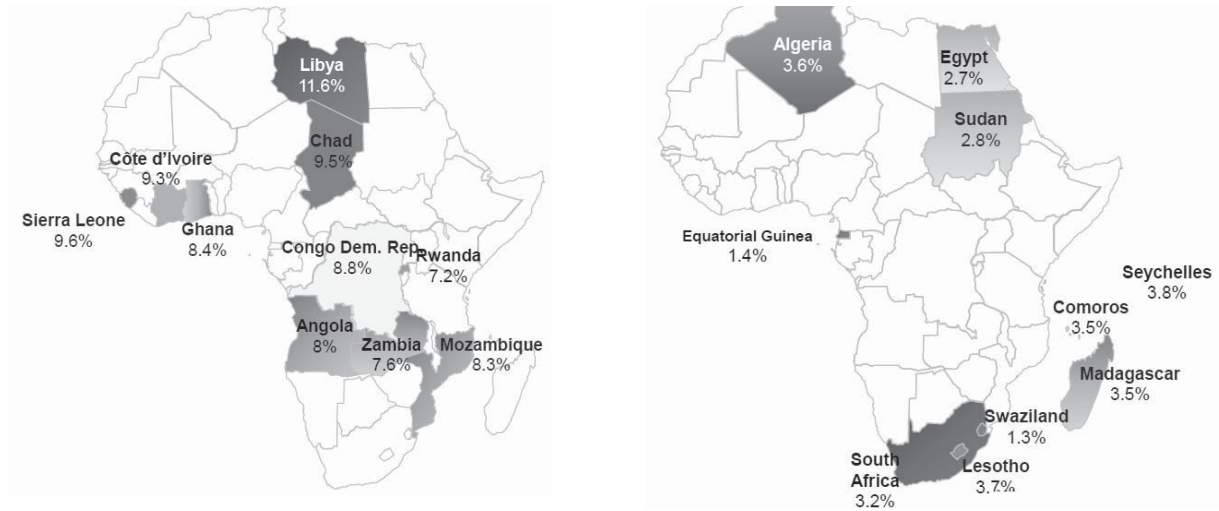 Libya
11.6%
Chad
9.5%
Côte d’Ivoire
9.3%
Sierra Leone
9.6%
Ghana
8.4%
Congo Dem. Rep.
8.8%
Rwanda
7.2%
Angola
8%
Zambia
7.6%
Mozambique
8.3%
Algeria
3.6%
Egypt
2.7%
Sudan
2.8%
Equatorial Guinea
1.4%
Seychelles
3.8%
Comoros
3.5%
Madagascar
3.5%
Swaziland
1.3%
South
Africa
3.2%
Lesotho
3.7%